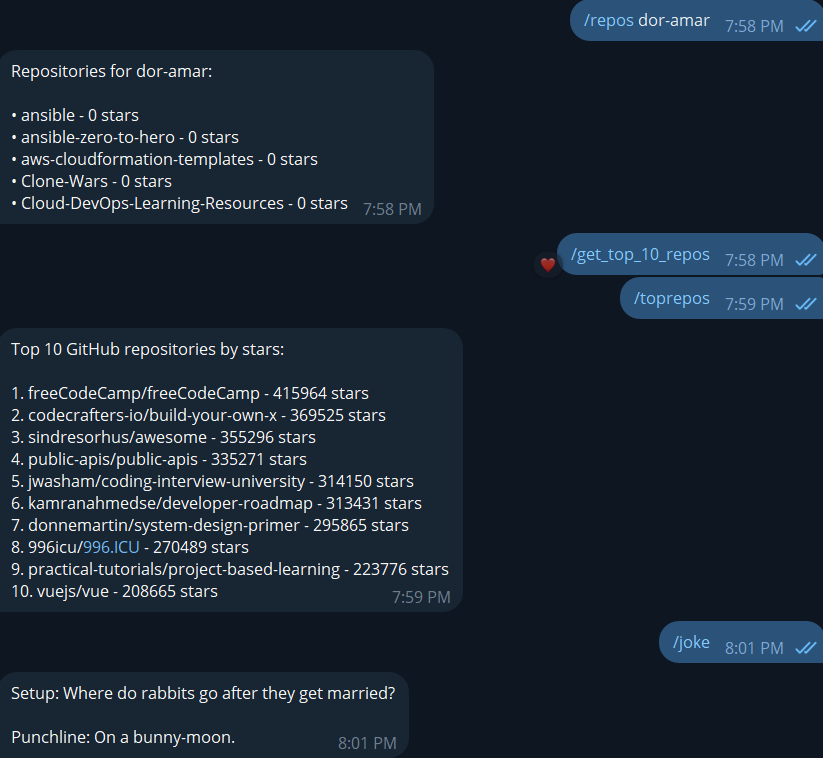 /repos dor-amar 7:58 PM
Repositories for dor-amar:
• ansible - 0 stars
• ansible-zero-to-hero - 0 stars
• aws-cloudformation-templates - 0 stars
• Clone-Wars - 0 stars
• Cloud-DevOps-Learning-Resources - 0 stars 7:58 PM
/get_top_10_repos 7:58 PM
/toprepos 7:59 PM
Top 10 GitHub repositories by stars:
1. freeCodeCamp/freeCodeCamp - 415964 stars
2. codecrafters-io/build-your-own-x - 369525 stars
3. sindresorhus/awesome - 355296 stars
4. public-apis/public-apis - 335271 stars
5. jwasham/coding-interview-university - 314150 stars
6. kamranahmedse/developer-roadmap - 313431 stars
7. donnemartin/system-design-primer - 295865 stars
8. 996icu/996.ICU - 270489 stars
9. practical-tutorials/project-based-learning - 223776 stars
10. vuejs/vue - 208665 stars 7:59 PM
/joke 8:01 PM
Setup: Where do rabbits go after they get married?
Punchline: On a bunny-moon. 8:01 PM